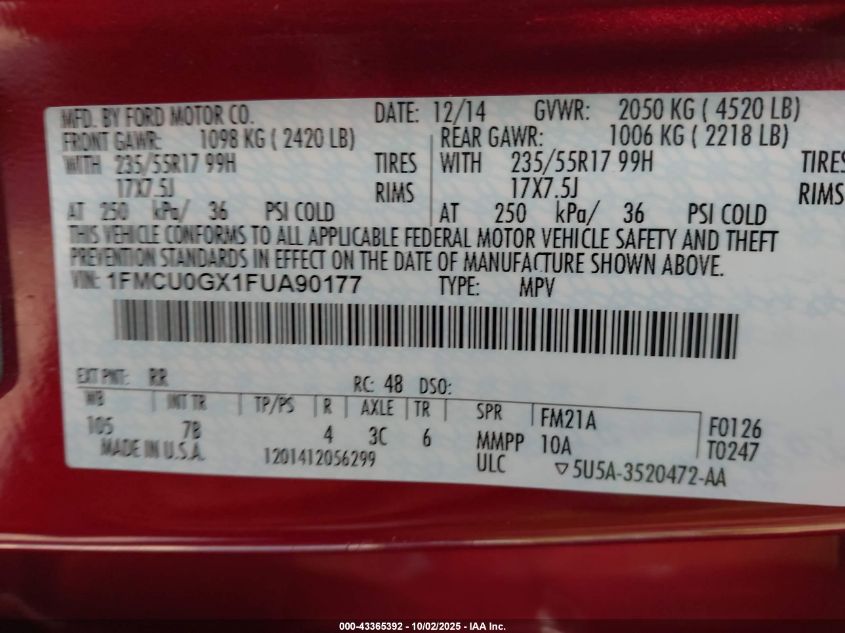 MFD. BY FORD MOTOR CO. DATE: 12/14 GVWR: 2050 KG ( 4520 LB)
FRONT GAWR: 1098 KG ( 2420 LB) REAR GAWR: 1006 KG ( 2218 LB)
WITH 235/55R17 99H TIRES WITH 235/55R17 99H TIRES
17X7.5J RIMS 17X7.5J RIMS
AT 250 kPa/ 36 PSI COLD AT 250 kPa/ 36 PSI COLD
THIS VEHICLE CONFORMS TO ALL APPLICABLE FEDERAL MOTOR VEHICLE SAFETY AND THEFT
PREVENTION STANDARDS IN EFFECT ON THE DATE OF MANUFACTURE SHOWN ABOVE.
VIN: 1FMCU0GX1FUA90177 TYPE: MPV
EXT PNT: RR RC: 48 DSO:
WB INT TR TP/PS R AXLE TR SPR FM21A F0126
105 7B 4 3C 6 MMPP 10A T0247
MADE IN U.S.A. 1201412056299 ULC ▽5U5A-3520472-AA
000-43365392 - 10/02/2025 - IAA Inc.